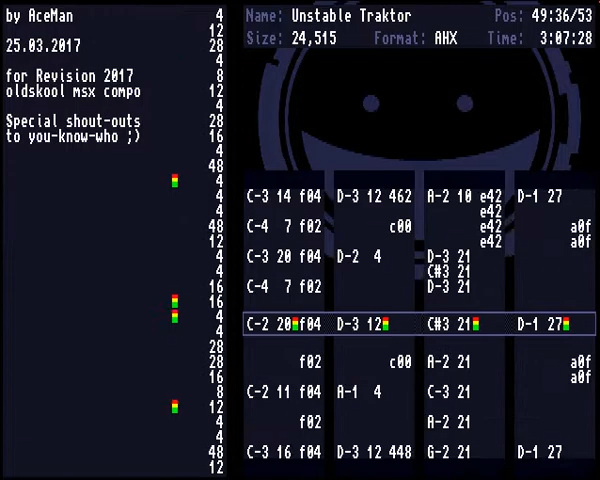 by AceMan 4
12
25.03.2017 28
4
for Revision 2017 8
oldskool msx compo 12
4
Special shout-outs 28
to you-know-who ;) 16
4
48
4
4
4
48
12
4
4
16
16
4
4
28
28
16
8
12
4
4
48
12
Name: Unstable Traktor Pos: 49:36/53
Size: 24,515 Format: AHX Time: 3:07:28
C-3 14 f04 D-3 12 462 A-2 10 e42 D-1 27
e42
C-4 7 f02 c00 e42 a0f
e42 a0f
C-3 20 f04 D-2 4 D-3 21
C#3 21
C-4 7 f02 D-3 21
C-2 20 f04 D-3 12 C#3 21 D-1 27
f02 c00 A-2 21 a0f
a0f
C-2 11 f04 A-1 4 C-3 21
f02 A-2 21
C-3 16 f04 D-3 12 448 G-2 21 D-1 27